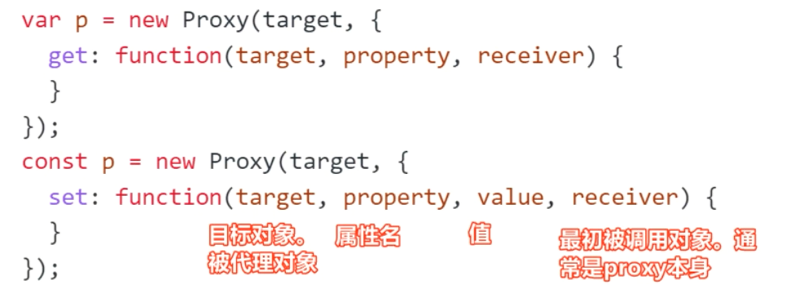 var p = new Proxy(target, {
  get: function(target, property, receiver) {
  }
});
const p = new Proxy(target, {
  set: function(target, property, value, receiver) {
  }
});
目标对象。
被代理对象
属性名
值
最初被调用对象。通
常是proxy本身